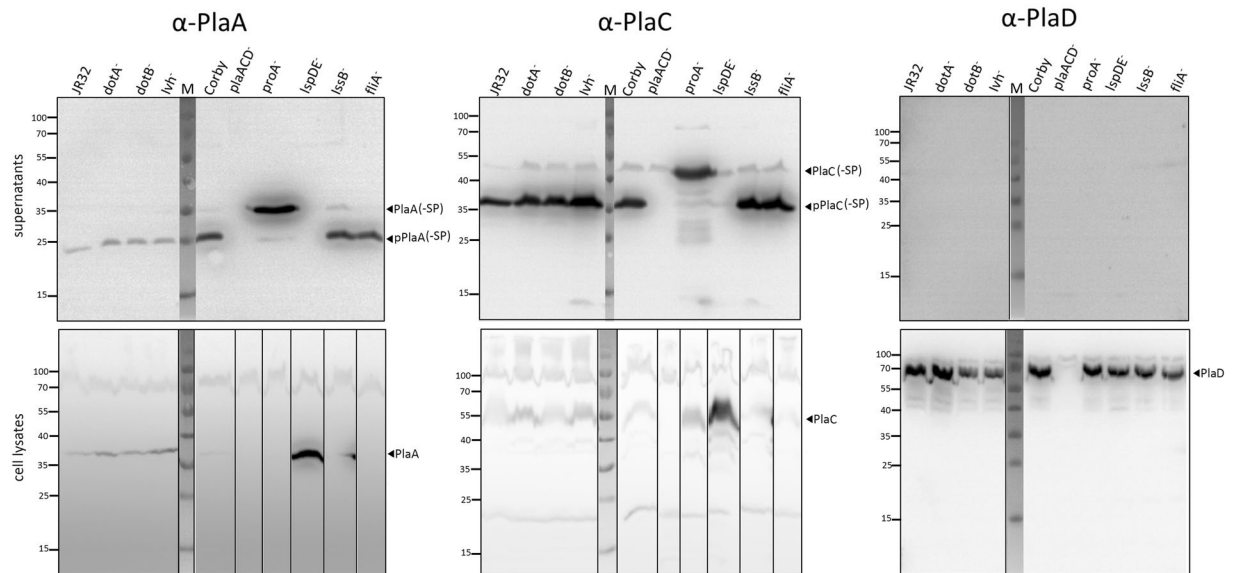 α-PlaA
α-PlaC
α-PlaD
JR32 dotA⁻ dotB⁻ lvh⁻ M Corby plaACD⁻ proA⁻ lspDE⁻ lssB⁻ fliA⁻
JR32 dotA⁻ dotB⁻ lvh⁻ M Corby plaACD⁻ proA⁻ lspDE⁻ lssB⁻ fliA⁻
JR32 dotA⁻ dotB⁻ lvh⁻ M Corby plaACD⁻ proA⁻ lspDE⁻ lssB⁻ fliA⁻
supernatants
100
70
55
40
35
25
15
◄PlaA(-SP)
◄pPlaA(-SP)
100
70
55
40
35
25
15
◄PlaC(-SP)
◄pPlaC(-SP)
100
70
55
40
35
25
15
cell lysates
100
70
55
40
35
25
15
◄PlaA
100
70
55
40
35
25
15
◄PlaC
100
70
55
40
35
25
15
◄PlaD